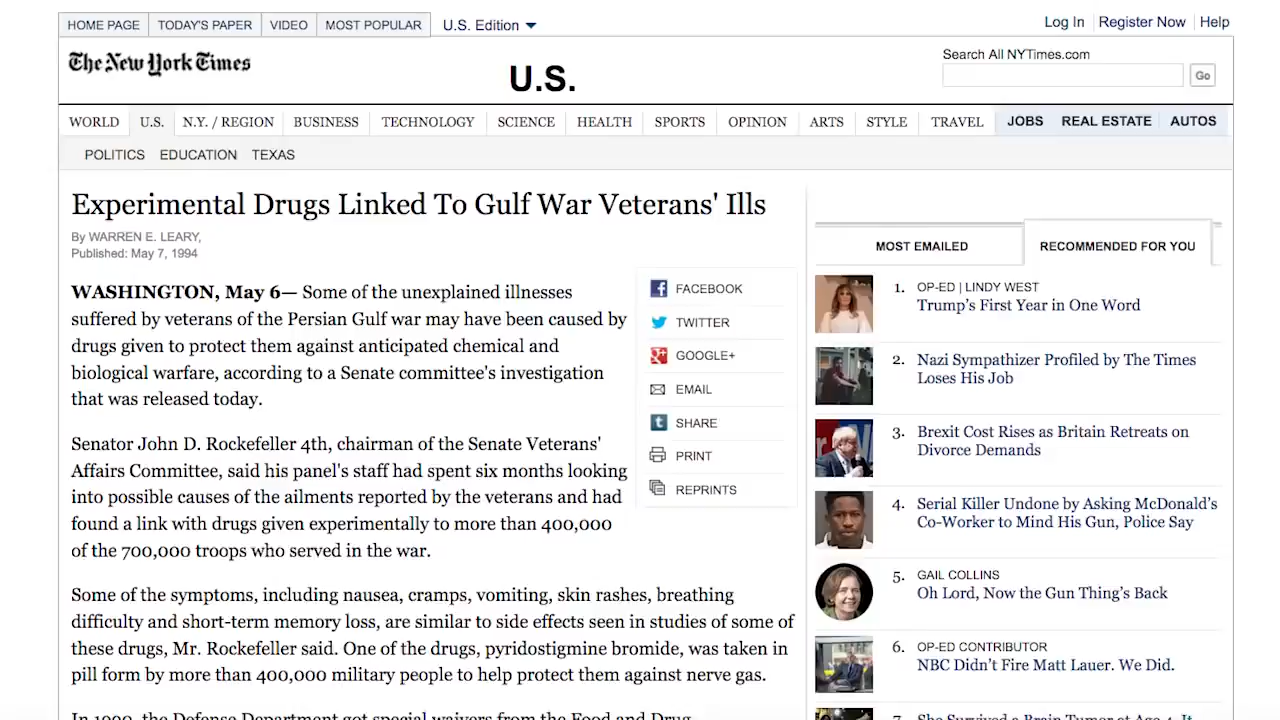 HOME PAGE TODAY'S PAPER VIDEO MOST POPULAR U.S. Edition
Log In Register Now Help
The New York Times
U.S.
Search All NYTimes.com
Go
WORLD U.S. N.Y. / REGION BUSINESS TECHNOLOGY SCIENCE HEALTH SPORTS OPINION ARTS STYLE TRAVEL JOBS REAL ESTATE AUTOS
POLITICS EDUCATION TEXAS
Experimental Drugs Linked To Gulf War Veterans' Ills
By WARREN E. LEARY,
Published: May 7, 1994
WASHINGTON, May 6— Some of the unexplained illnesses
suffered by veterans of the Persian Gulf war may have been caused by
drugs given to protect them against anticipated chemical and
biological warfare, according to a Senate committee's investigation
that was released today.
Senator John D. Rockefeller 4th, chairman of the Senate Veterans'
Affairs Committee, said his panel's staff had spent six months looking
into possible causes of the ailments reported by the veterans and had
found a link with drugs given experimentally to more than 400,000
of the 700,000 troops who served in the war.
Some of the symptoms, including nausea, cramps, vomiting, skin rashes, breathing
difficulty and short-term memory loss, are similar to side effects seen in studies of some of
these drugs, Mr. Rockefeller said. One of the drugs, pyridostigmine bromide, was taken in
pill form by more than 400,000 military people to help protect them against nerve gas.
In 1990, the Defense Department got special waivers from the Food and Drug
FACEBOOK
TWITTER
GOOGLE+
EMAIL
SHARE
PRINT
REPRINTS
MOST EMAILED RECOMMENDED FOR YOU
1. OP-ED | LINDY WEST
Trump's First Year in One Word
2. Nazi Sympathizer Profiled by The Times
Loses His Job
3. Brexit Cost Rises as Britain Retreats on
Divorce Demands
4. Serial Killer Undone by Asking McDonald's
Co-Worker to Mind His Gun, Police Say
5. GAIL COLLINS
Oh Lord, Now the Gun Thing's Back
6. OP-ED CONTRIBUTOR
NBC Didn't Fire Matt Lauer. We Did.
7. She Survived a Brain Tumor at Age 4. It